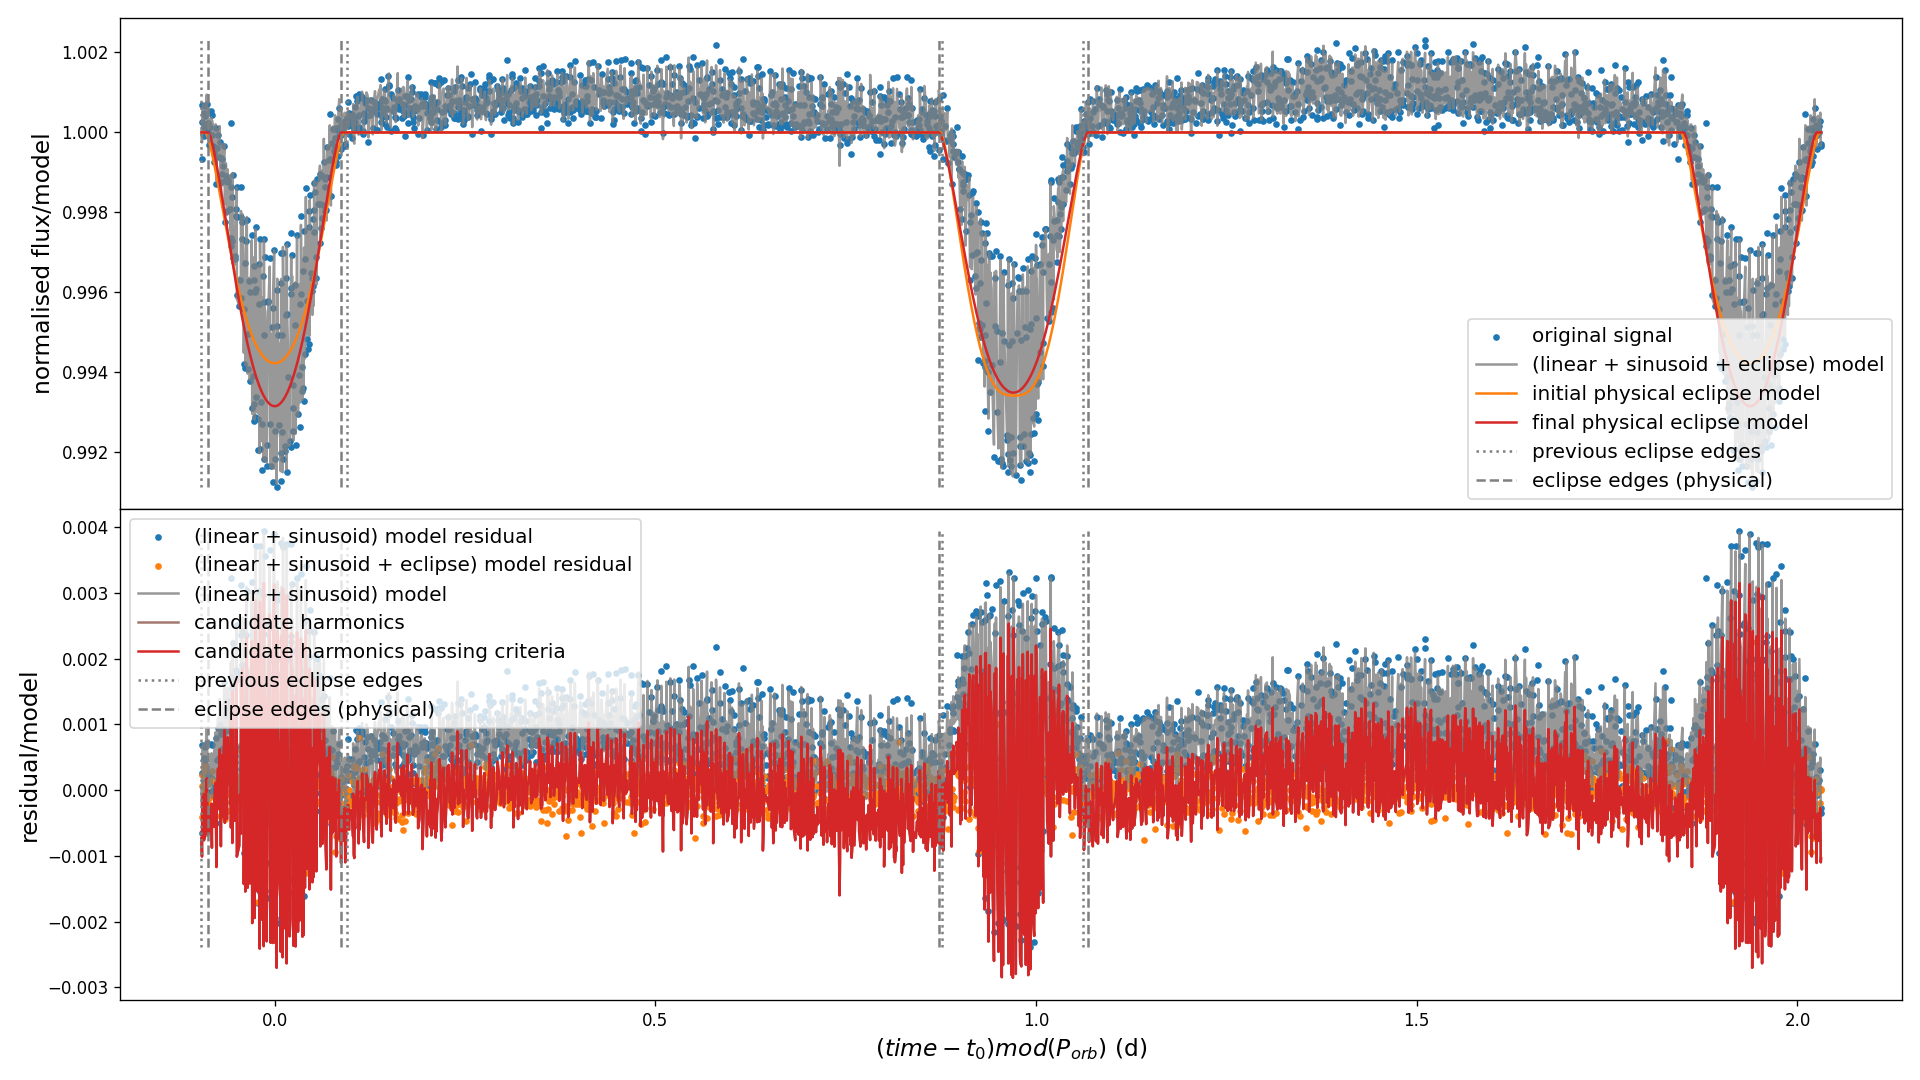 normalised flux/model
1.002
1.000
0.998
0.996
0.994
0.992
original signal
(linear + sinusoid + eclipse) model
initial physical eclipse model
final physical eclipse model
previous eclipse edges
eclipse edges (physical)
residual/model
0.004
0.003
0.002
0.001
0.000
−0.001
−0.002
−0.003
(linear + sinusoid) model residual
(linear + sinusoid + eclipse) model residual
(linear + sinusoid) model
candidate harmonics
candidate harmonics passing criteria
previous eclipse edges
eclipse edges (physical)
0.0 0.5 1.0 1.5 2.0
(time − t₀)mod(P_orb) (d)